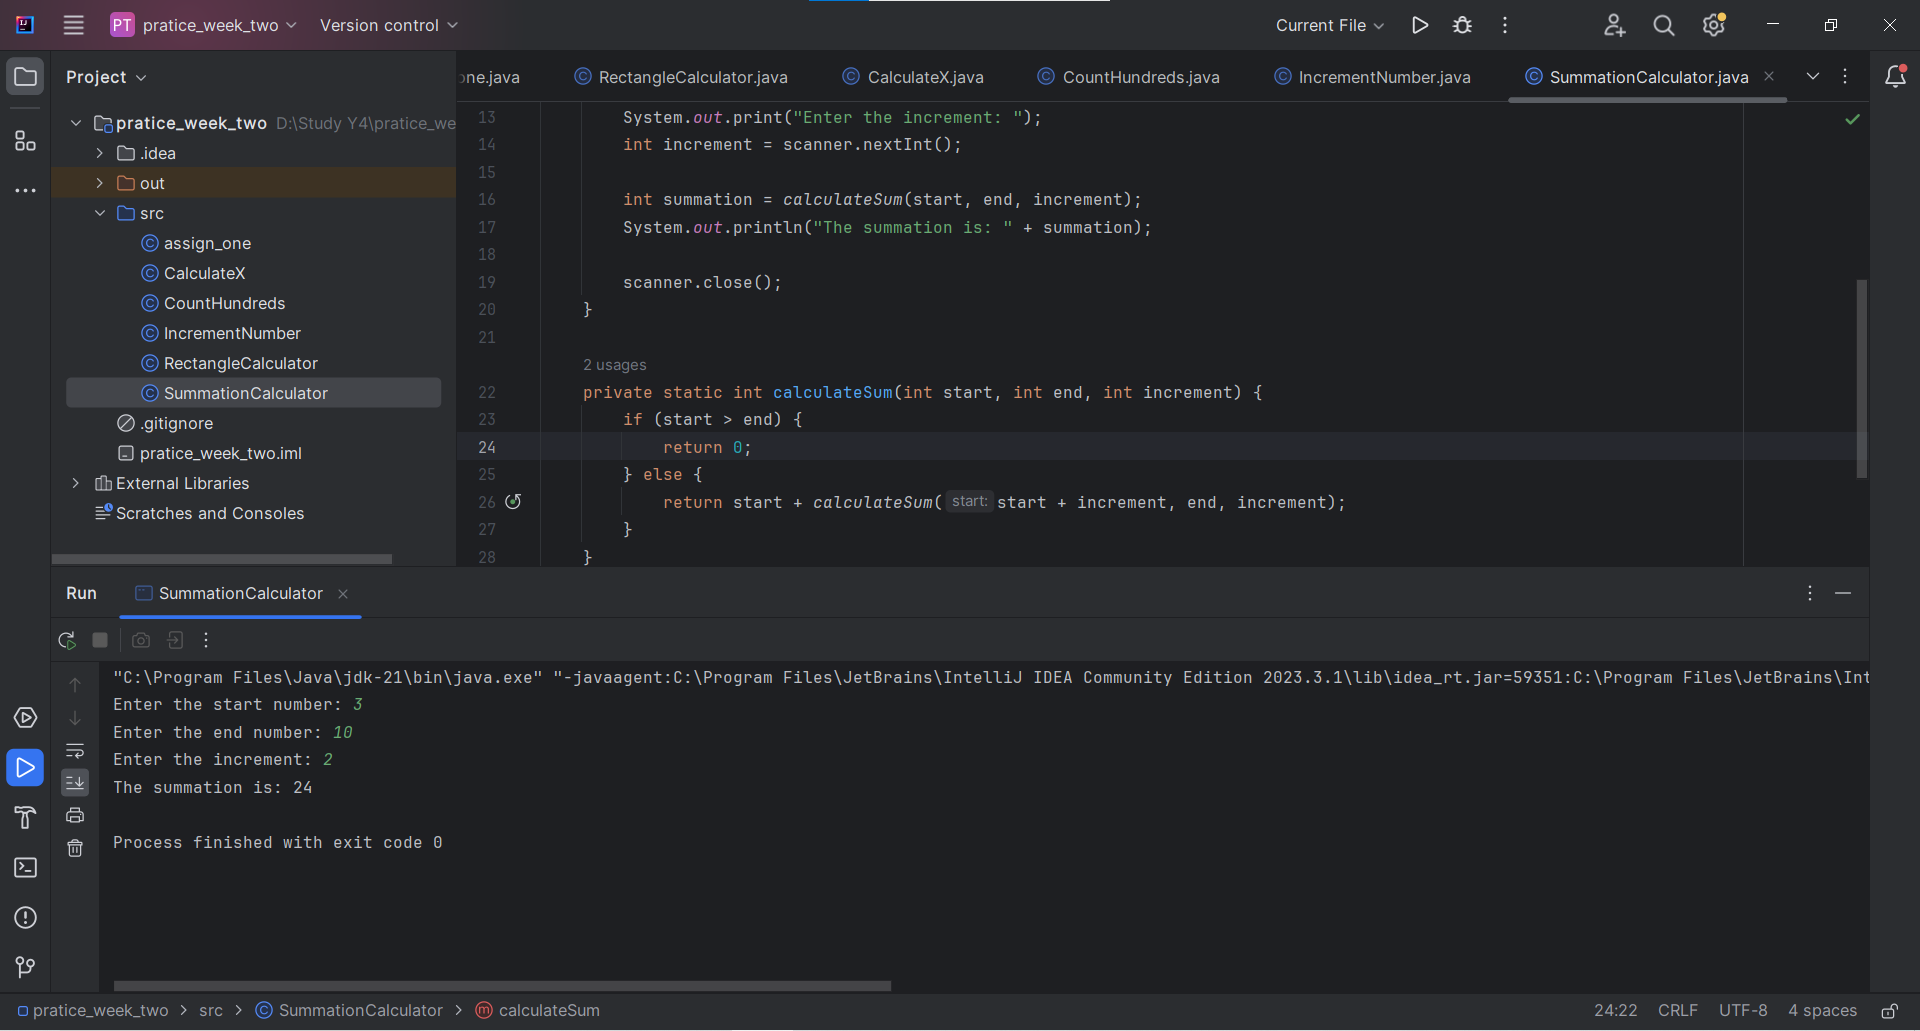 PT pratice_week_two Version control Current File
Project
pratice_week_two D:\Study Y4\pratice_we
.idea
out
src
assign_one
CalculateX
CountHundreds
IncrementNumber
RectangleCalculator
SummationCalculator
.gitignore
pratice_week_two.iml
External Libraries
Scratches and Consoles
one.java RectangleCalculator.java CalculateX.java CountHundreds.java IncrementNumber.java SummationCalculator.java
13 System.out.print("Enter the increment: ");
14 int increment = scanner.nextInt();
15
16 int summation = calculateSum(start, end, increment);
17 System.out.println("The summation is: " + summation);
18
19 scanner.close();
20 }
21
2 usages
22 private static int calculateSum(int start, int end, int increment) {
23 if (start > end) {
24 return 0;
25 } else {
26 return start + calculateSum( start: start + increment, end, increment);
27 }
28 }
Run SummationCalculator
"C:\Program Files\Java\jdk-21\bin\java.exe" "-javaagent:C:\Program Files\JetBrains\IntelliJ IDEA Community Edition 2023.3.1\lib\idea_rt.jar=59351:C:\Program Files\JetBrains\Int
Enter the start number: 3
Enter the end number: 10
Enter the increment: 2
The summation is: 24
Process finished with exit code 0
pratice_week_two > src > SummationCalculator > calculateSum 24:22 CRLF UTF-8 4 spaces